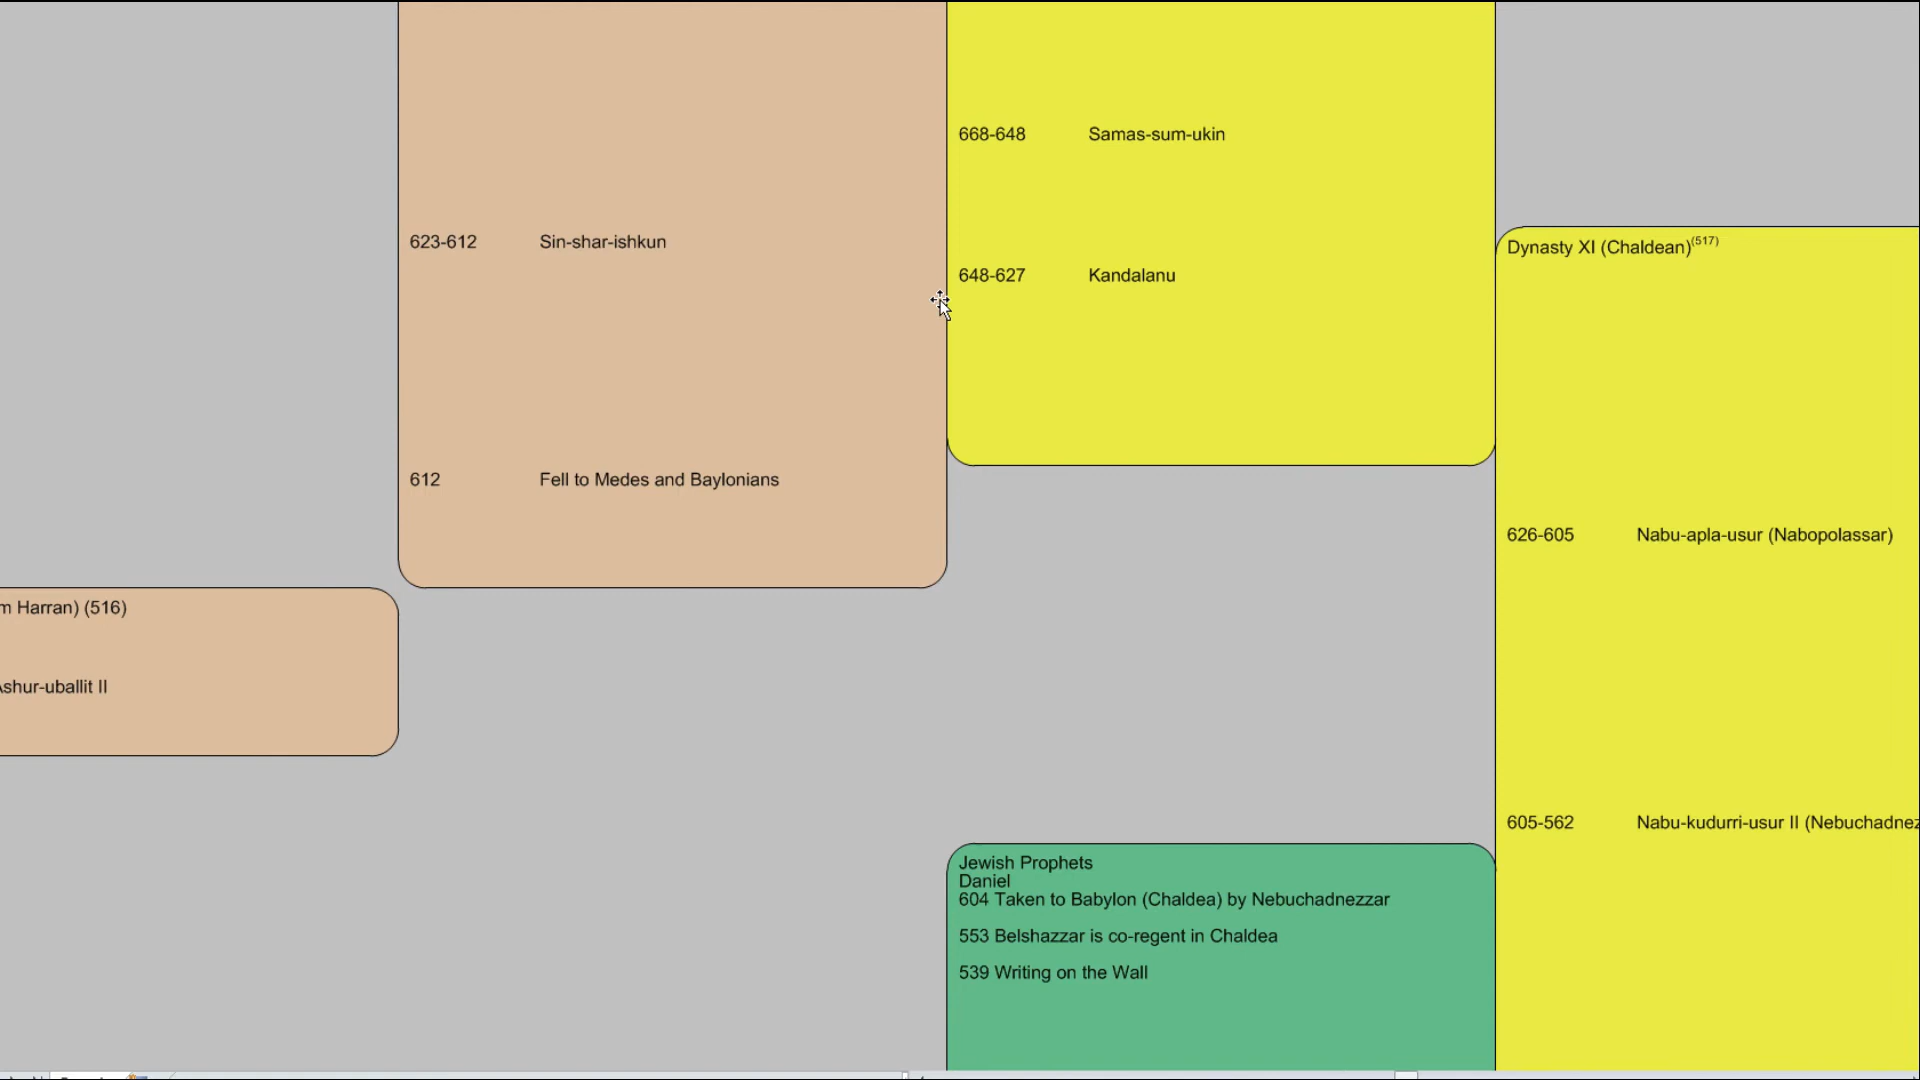 668-648 Samas-sum-ukin
623-612 Sin-shar-ishkun
648-627 Kandalanu
Dynasty XI (Chaldean)(517)
612 Fell to Medes and Baylonians
626-605 Nabu-apla-usur (Nabopolassar)
Harran) (516)
Ashur-uballit II
605-562 Nabu-kudurri-usur II (Nebuchadnez
Jewish Prophets
Daniel
604 Taken to Babylon (Chaldea) by Nebuchadnezzar
553 Belshazzar is co-regent in Chaldea
539 Writing on the Wall